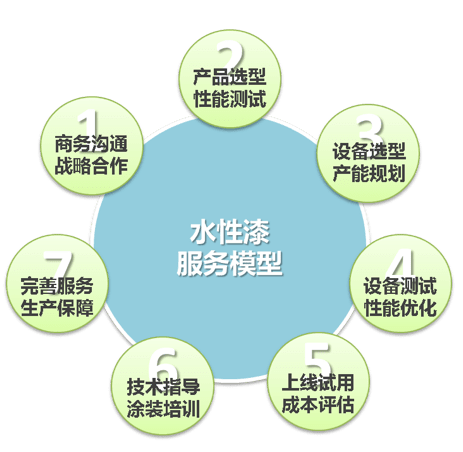 1
商务沟通
战略合作
2
产品选型
性能测试
3
设备选型
产能规划
4
设备测试
性能优化
5
上线试用
成本评估
6
技术指导
涂装培训
7
完善服务
生产保障
水性漆
服务模型